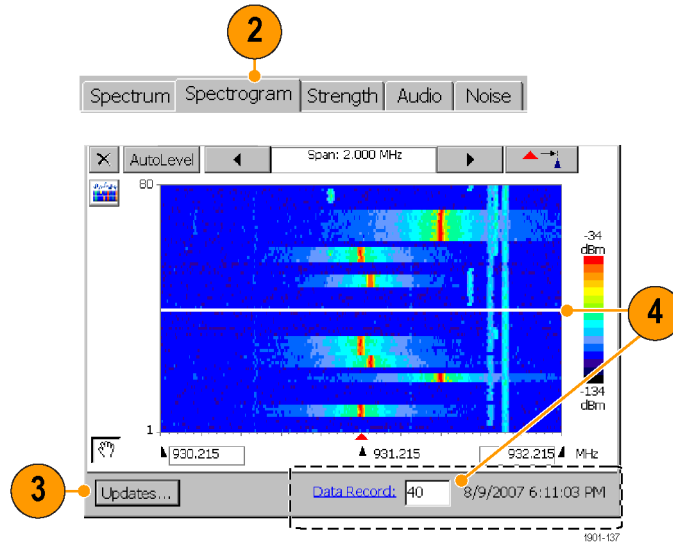 2
Spectrum Spectrogram Strength Audio Noise
AutoLevel Span: 2.000 MHz
80
-34
dBm
4
-134
dBm
1
930.215 931.215 932.215 MHz
3 Updates... Data Record: 40 8/9/2007 6:11:03 PM
1901-137